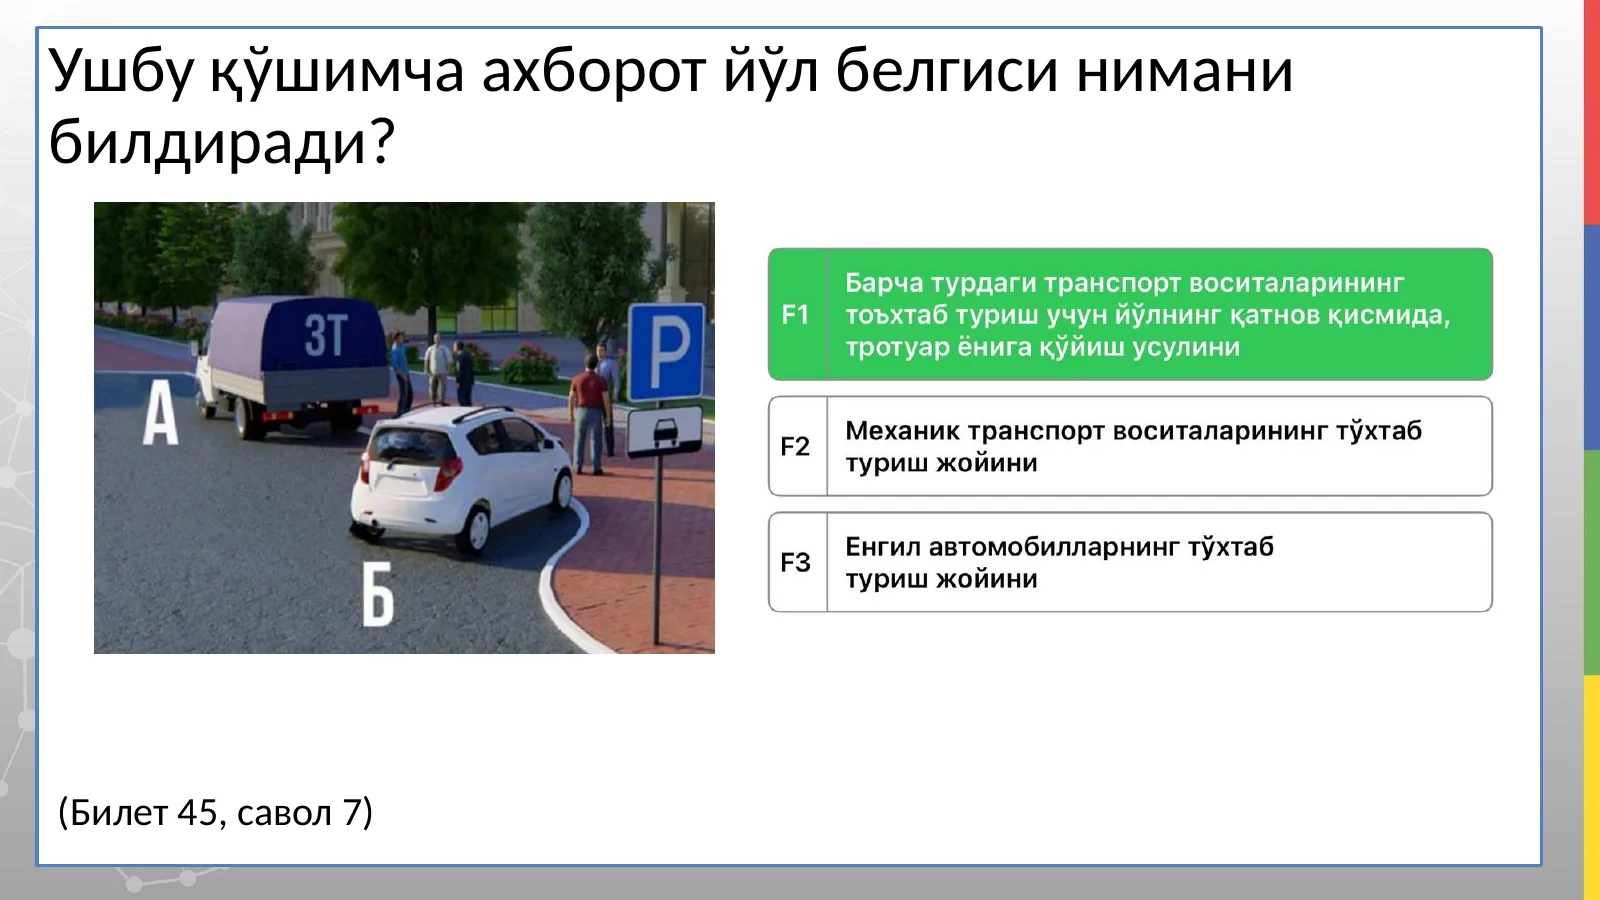 Ушбу қўшимча ахборот йўл белгиси нимани
билдиради?
ЗТ
А
Б
P
F1
Барча турдаги транспорт воситаларининг
тоъхтаб туриш учун йўлнинг қатнов қисмида,
тротуар ёнига қўйиш усулини
F2
Механик транспорт воситаларининг тўхтаб
туриш жойини
F3
Енгил автомобилларнинг тўхтаб
туриш жойини
(Билет 45, савол 7)